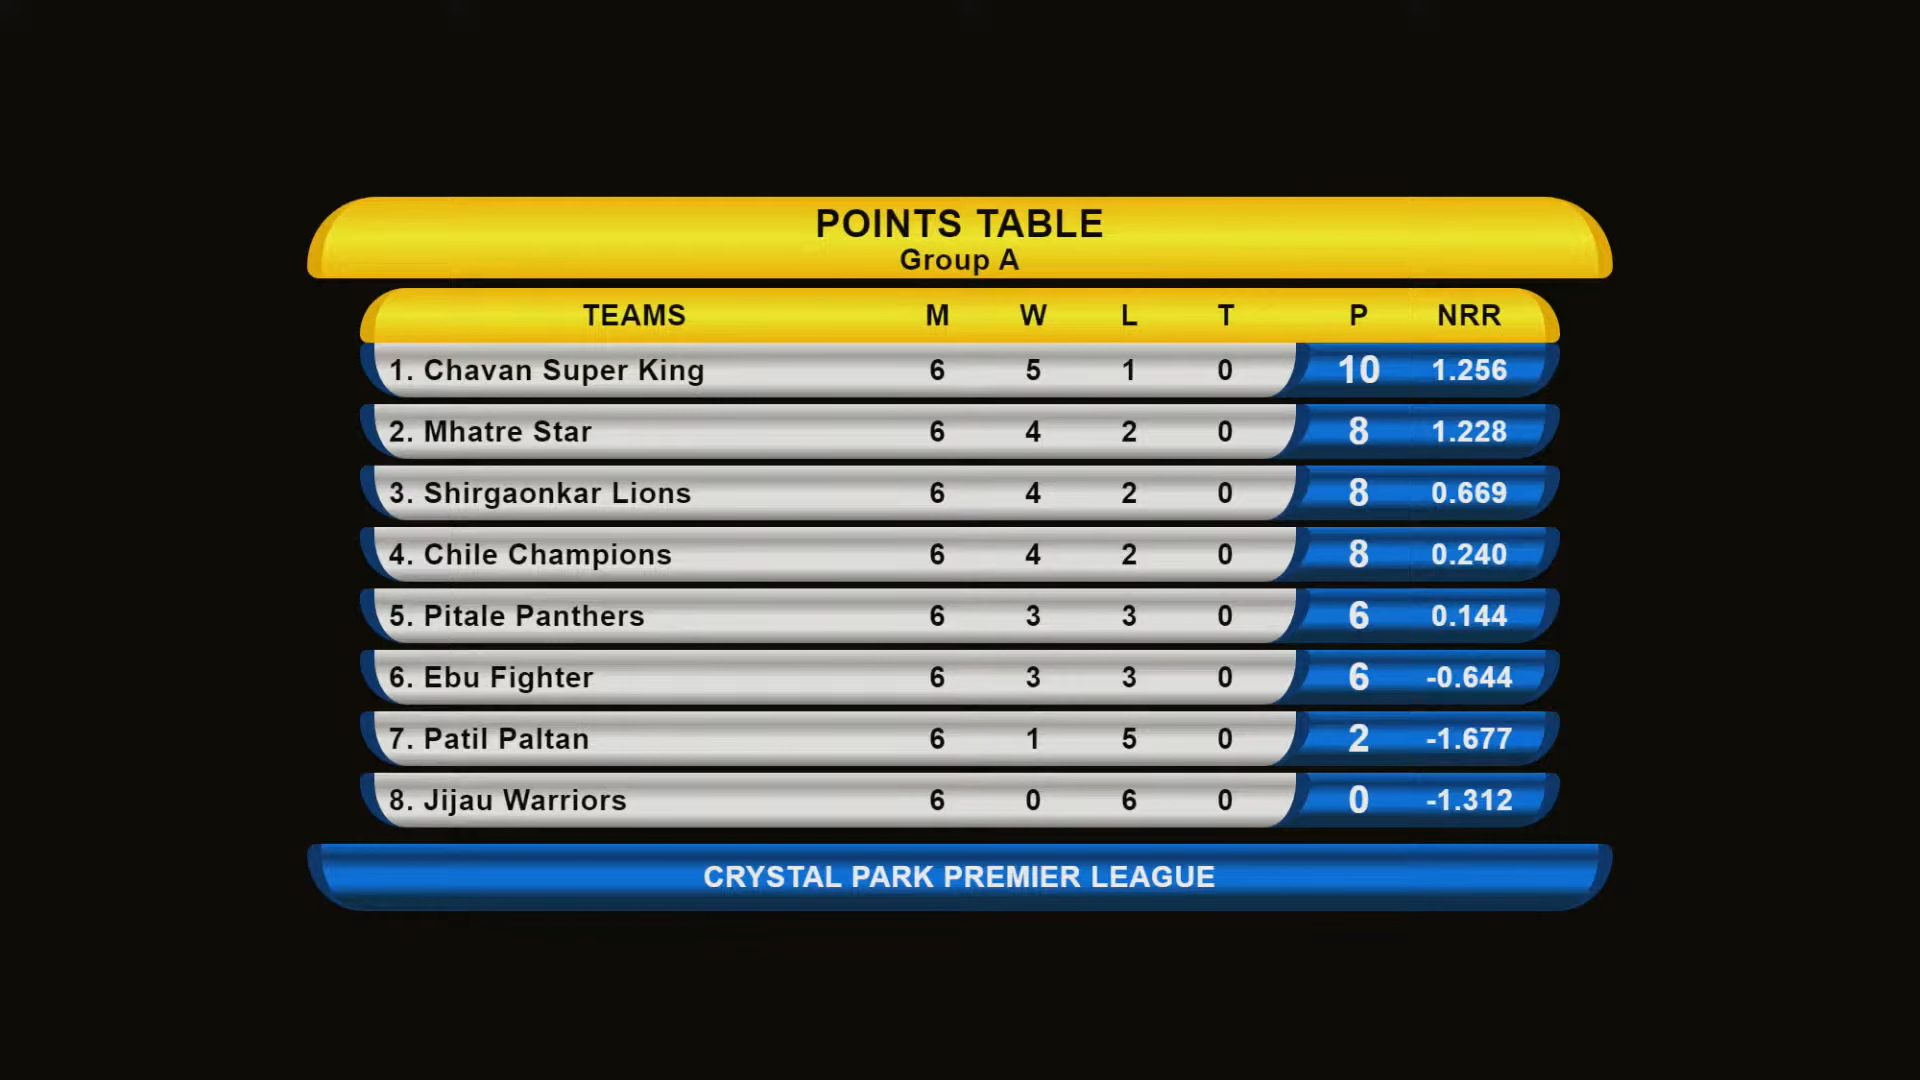 POINTS TABLE
Group A
TEAMS M W L T P NRR
1. Chavan Super King 6 5 1 0 10 1.256
2. Mhatre Star 6 4 2 0 8 1.228
3. Shirgaonkar Lions 6 4 2 0 8 0.669
4. Chile Champions 6 4 2 0 8 0.240
5. Pitale Panthers 6 3 3 0 6 0.144
6. Ebu Fighter 6 3 3 0 6 -0.644
7. Patil Paltan 6 1 5 0 2 -1.677
8. Jijau Warriors 6 0 6 0 0 -1.312
CRYSTAL PARK PREMIER LEAGUE